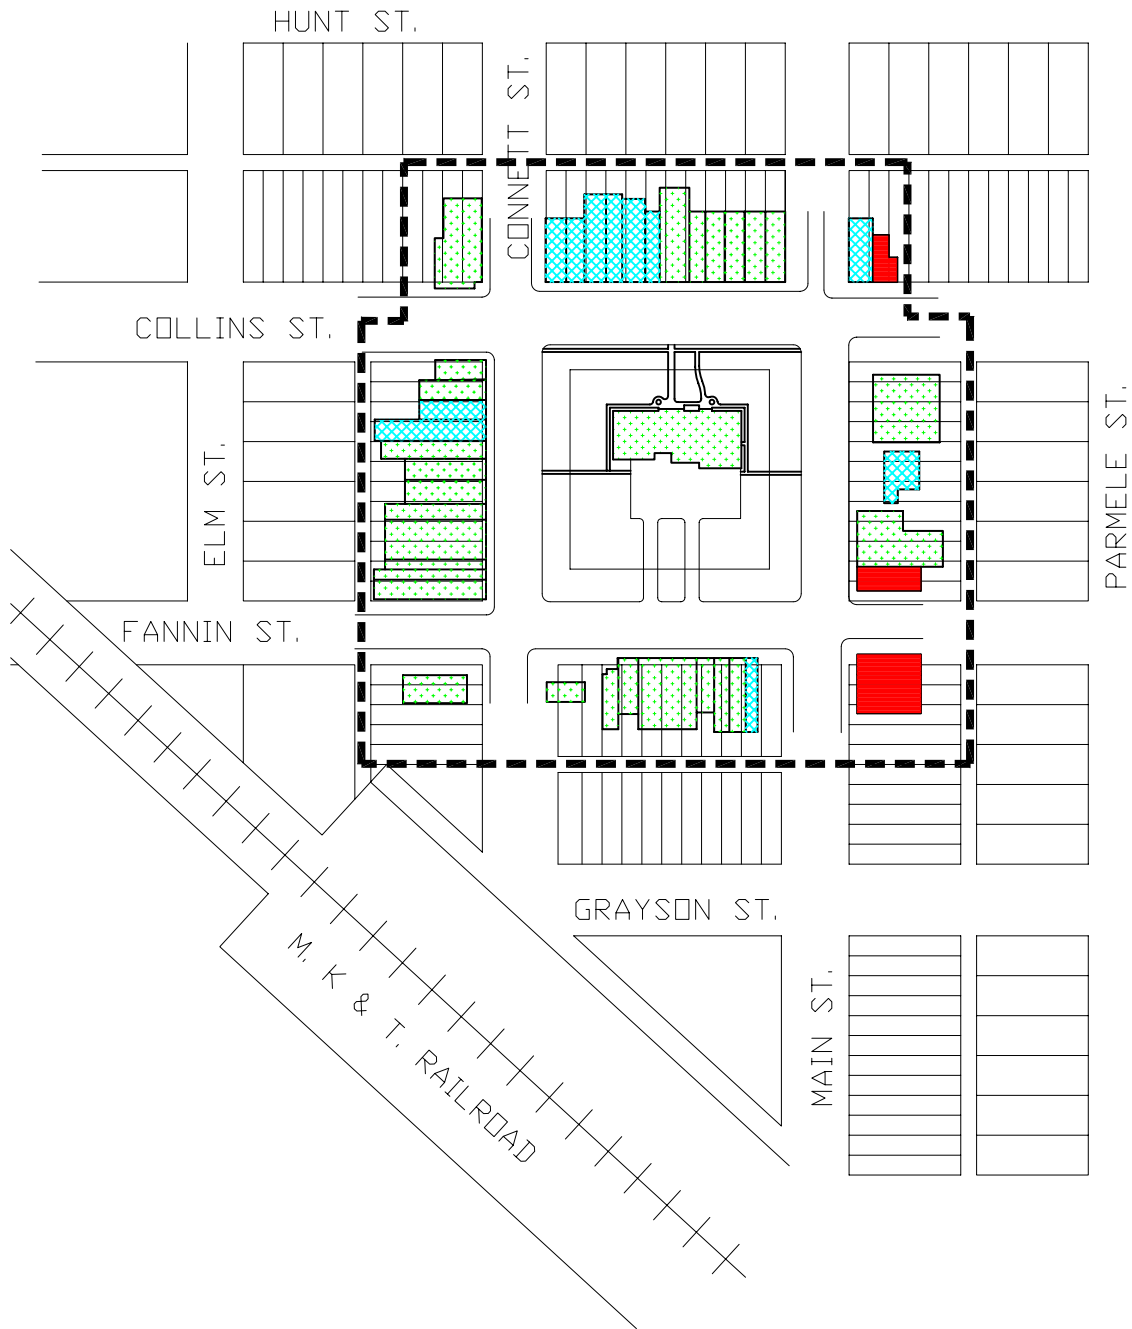 HUNT ST.
CONNETT ST.
COLLINS ST.
ELM ST.
PARMELE ST.
FANNIN ST.
GRAYSON ST.
MAIN ST.
M. K & T. RAILROAD